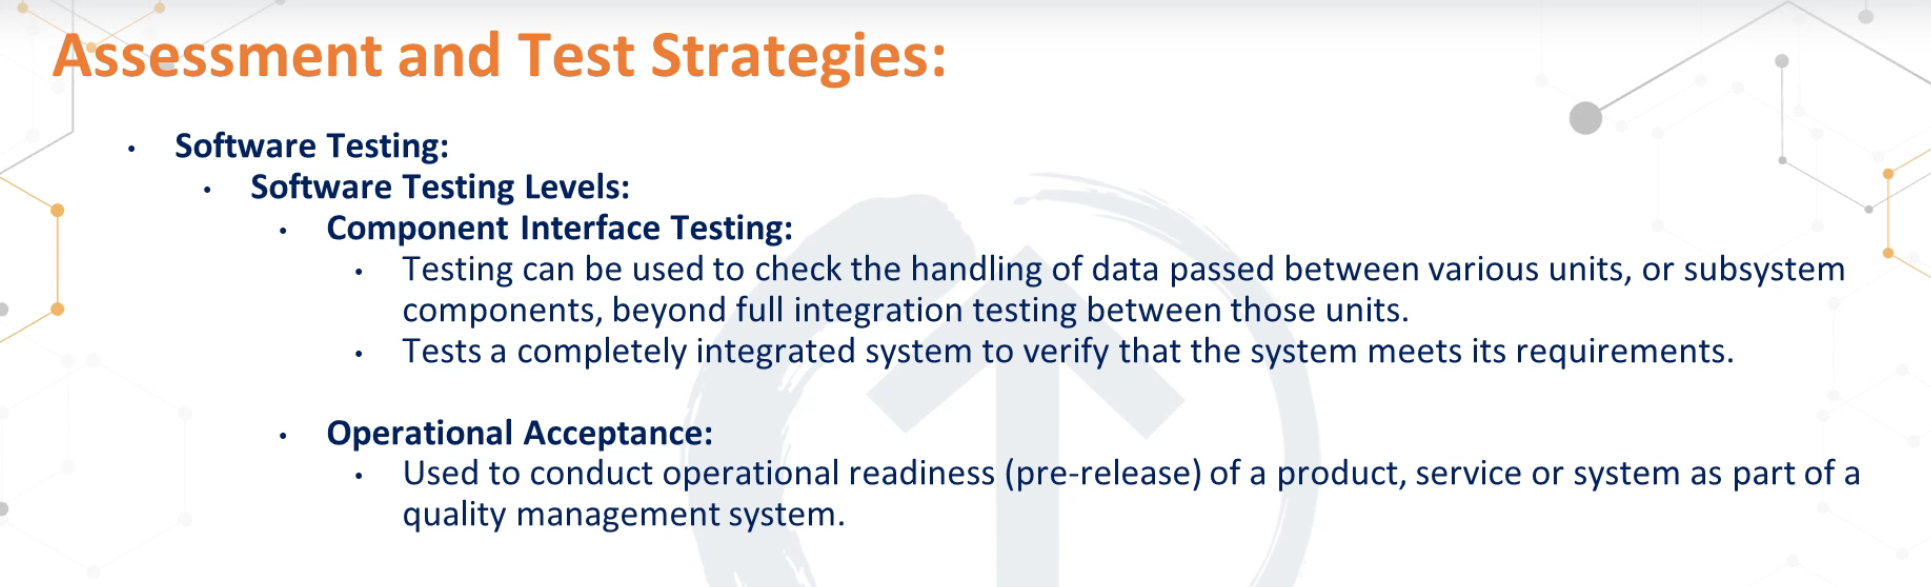 Assessment and Test Strategies:
• Software Testing:
• Software Testing Levels:
• Component Interface Testing:
• Testing can be used to check the handling of data passed between various units, or subsystem
components, beyond full integration testing between those units.
• Tests a completely integrated system to verify that the system meets its requirements.
• Operational Acceptance:
• Used to conduct operational readiness (pre-release) of a product, service or system as part of a
quality management system.